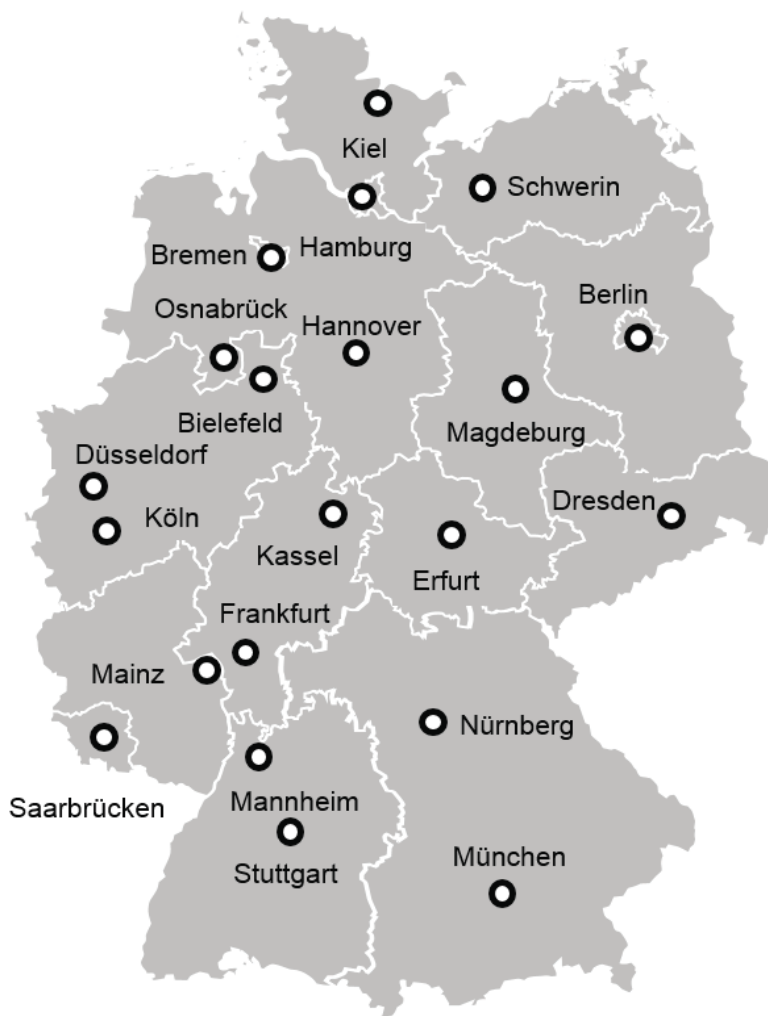 Kiel
Schwerin
Hamburg
Bremen
Berlin
Osnabrück
Hannover
Bielefeld
Magdeburg
Düsseldorf
Dresden
Köln
Kassel
Erfurt
Frankfurt
Mainz
Nürnberg
Mannheim
Saarbrücken
München
Stuttgart